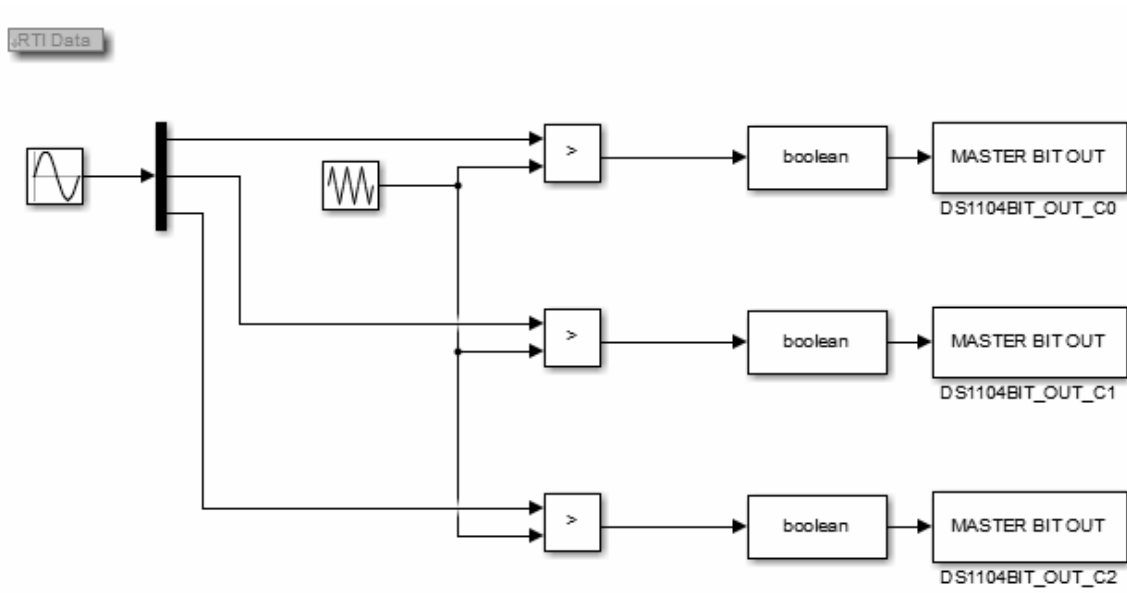 RTI Data
>
boolean
MASTER BIT OUT
DS1104BIT_OUT_C0
>
boolean
MASTER BIT OUT
DS1104BIT_OUT_C1
>
boolean
MASTER BIT OUT
DS1104BIT_OUT_C2